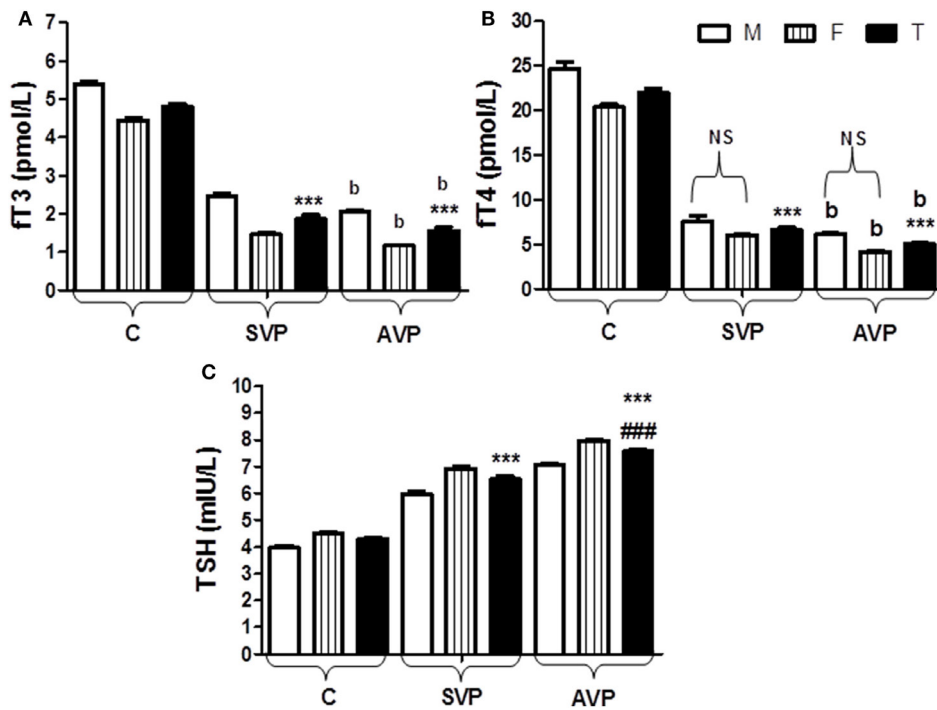 A
fT3 (pmol/L)
7
6
5
4
3
2
1
0
***
b
b
b
***
C SVP AVP
B
M F T
fT4 (pmol/L)
30
25
20
15
10
5
0
NS
***
NS
b
b
b
***
C SVP AVP
C
TSH (mIU/L)
10
9
8
7
6
5
4
3
2
1
0
***
***
###
C SVP AVP